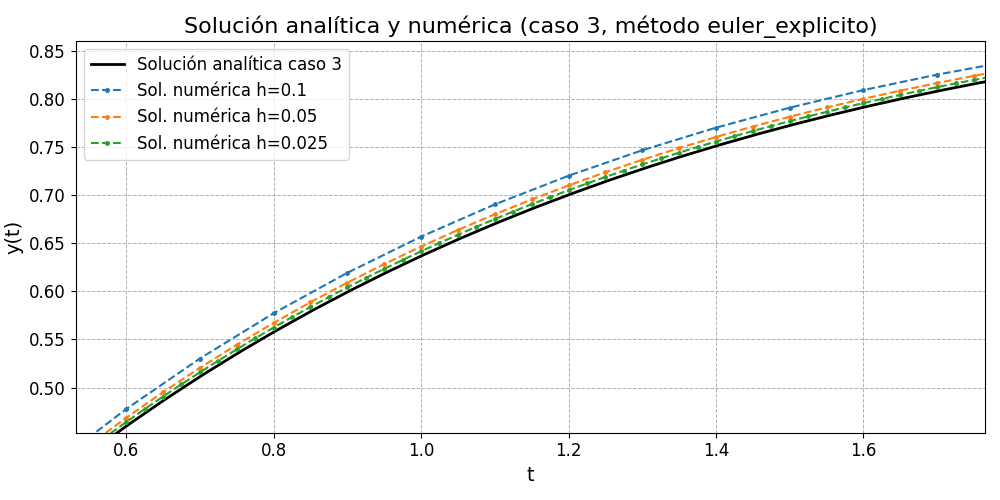 Solución analítica y numérica (caso 3, método euler_explicito)
Solución analítica caso 3
Sol. numérica h=0.1
Sol. numérica h=0.05
Sol. numérica h=0.025
y(t)
0.85
0.80
0.75
0.70
0.65
0.60
0.55
0.50
0.6 0.8 1.0 1.2 1.4 1.6
t